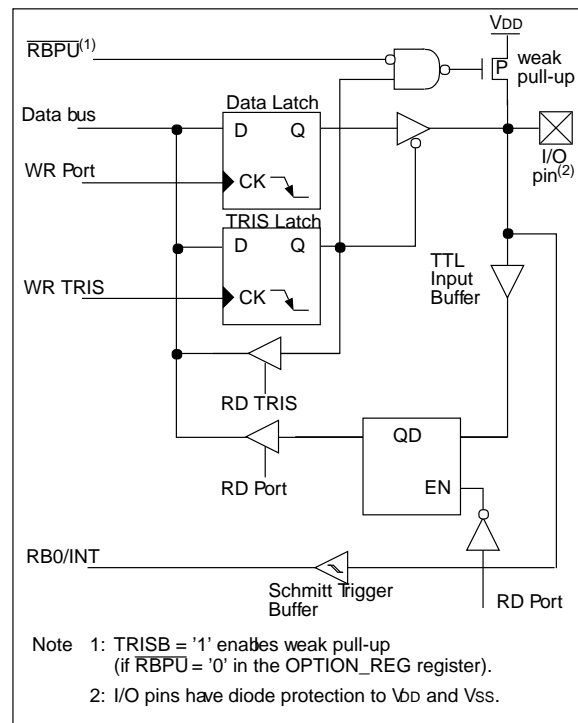 VDD
RBPU(1)
P weak
pull-up
Data Latch
Data bus
D Q
I/O
pin(2)
WR Port
CK
TRIS Latch
D Q
TTL
Input
Buffer
WR TRIS
CK
RD TRIS
QD
EN
RD Port
RB0/INT
Schmitt Trigger
Buffer
RD Port
Note 1: TRISB = '1' enables weak pull-up
(if RBPU = '0' in the OPTION_REG register).
2: I/O pins have diode protection to VDD and VSS.